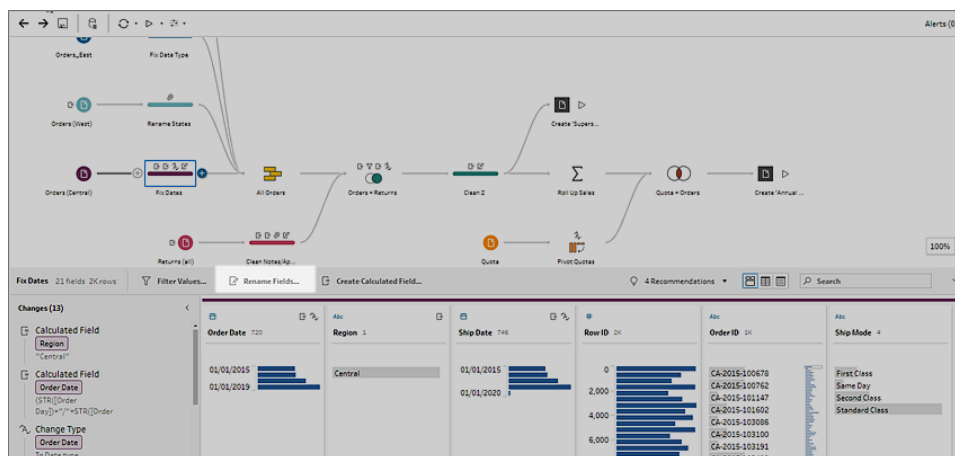 Alerts (0
Orders_East
Fix Data Type
Orders (West)
Rename States
Create 'Supers...
Orders (Central)
Fix Dates
All Orders
Orders + Returns
Clean 2
Roll Up Sales
Quota + Orders
Create 'Annual ...
Returns (all)
Clean Notes/Ap...
Quota
Pivot Quotas
100%
Fix Dates 21 fields 2K rows
Filter Values...
Rename Fields...
Create Calculated Field...
4 Recommendations
Search
Changes (13)
Calculated Field
Region
"Central"
Calculated Field
Order Date
(STR([Order
Day])+"/"+STR([Order
Change Type
Order Date
To Date type
Order Date 720
01/01/2015
01/01/2019
Abc
Region 1
Central
Ship Date 746
01/01/2015
01/01/2020
#
Row ID 2K
0
2,000
4,000
6,000
Abc
Order ID 1K
CA-2015-100678
CA-2015-100762
CA-2015-101147
CA-2015-101602
CA-2015-103086
CA-2015-103100
CA-2015-103191
Abc
Ship Mode 4
First Class
Same Day
Second Class
Standard Class